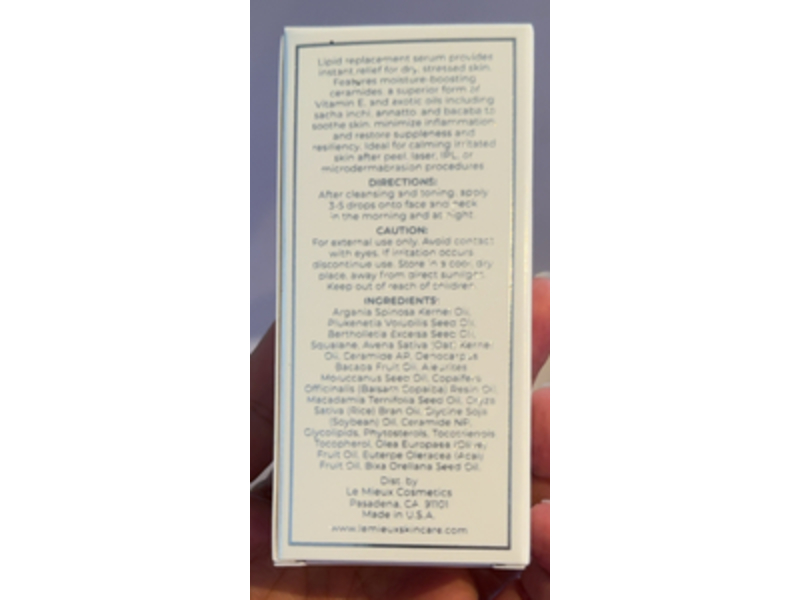 Lipid replacement serum provides
instant relief for dry, stressed skin.
Features moisture-boosting
ceramides, a superior form of
Vitamin E, and exotic oils including
sacha inchi, annatto and bacaba to
soothe skin, minimize inflammation
and restore suppleness and
resiliency. Ideal for calming irritated
skin after peel, laser, IPL, or
microdermabrasion procedures
DIRECTIONS:
After cleansing and toning, apply
3-5 drops onto face and neck
in the morning and at night.
CAUTION:
For external use only. Avoid contact
with eyes. If irritation occurs
discontinue use. Store in a cool, dry
place, away from direct sunlight.
Keep out of reach of children.
INGREDIENTS:
Argania Spinosa Kernel Oil,
Plukenetia Volubilis Seed Oil,
Bertholletia Excelsa Seed Oil,
Squalane, Avena Sativa (Oat) Kernel
Oil, Ceramide AP, Oenocarpus
Bacaba Fruit Oil, Aleurites
Moluccanus Seed Oil, Copaifera
Officinalis (Balsam Copaiba) Resin Oil,
Macadamia Ternifolia Seed Oil, Oryza
Sativa (Rice) Bran Oil, Glycine Soja
(Soybean) Oil, Ceramide NP,
Glycolipids, Phytosterols, Tocotrienols
Tocopherol, Olea Europaea (Olive)
Fruit Oil, Euterpe Oleracea (Acai)
Fruit Oil, Bixa Orellana Seed Oil.
Dist. by
Le Mieux Cosmetics
Pasadena, CA 91101
Made in U.S.A.
www.lemieuxskincare.com